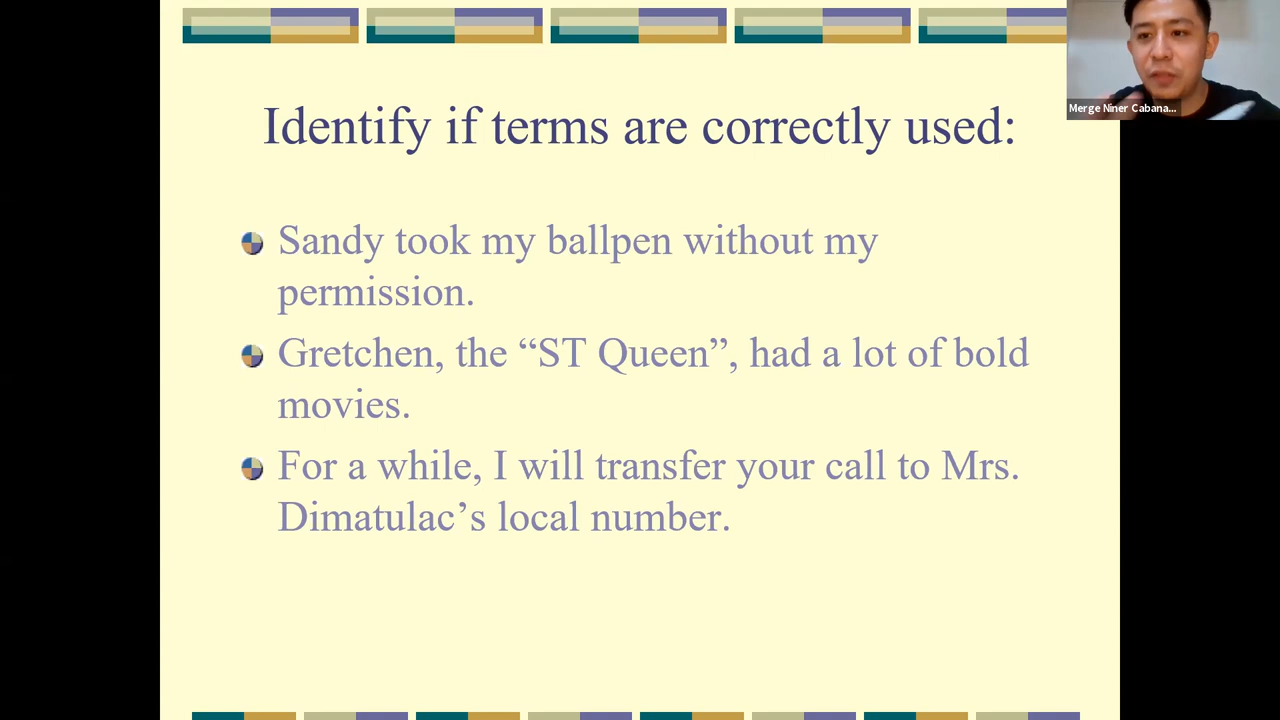 Merge Niner Cabana...
Identify if terms are correctly used:
Sandy took my ballpen without my
permission.
Gretchen, the “ST Queen”, had a lot of bold
movies.
For a while, I will transfer your call to Mrs.
Dimatulac’s local number.